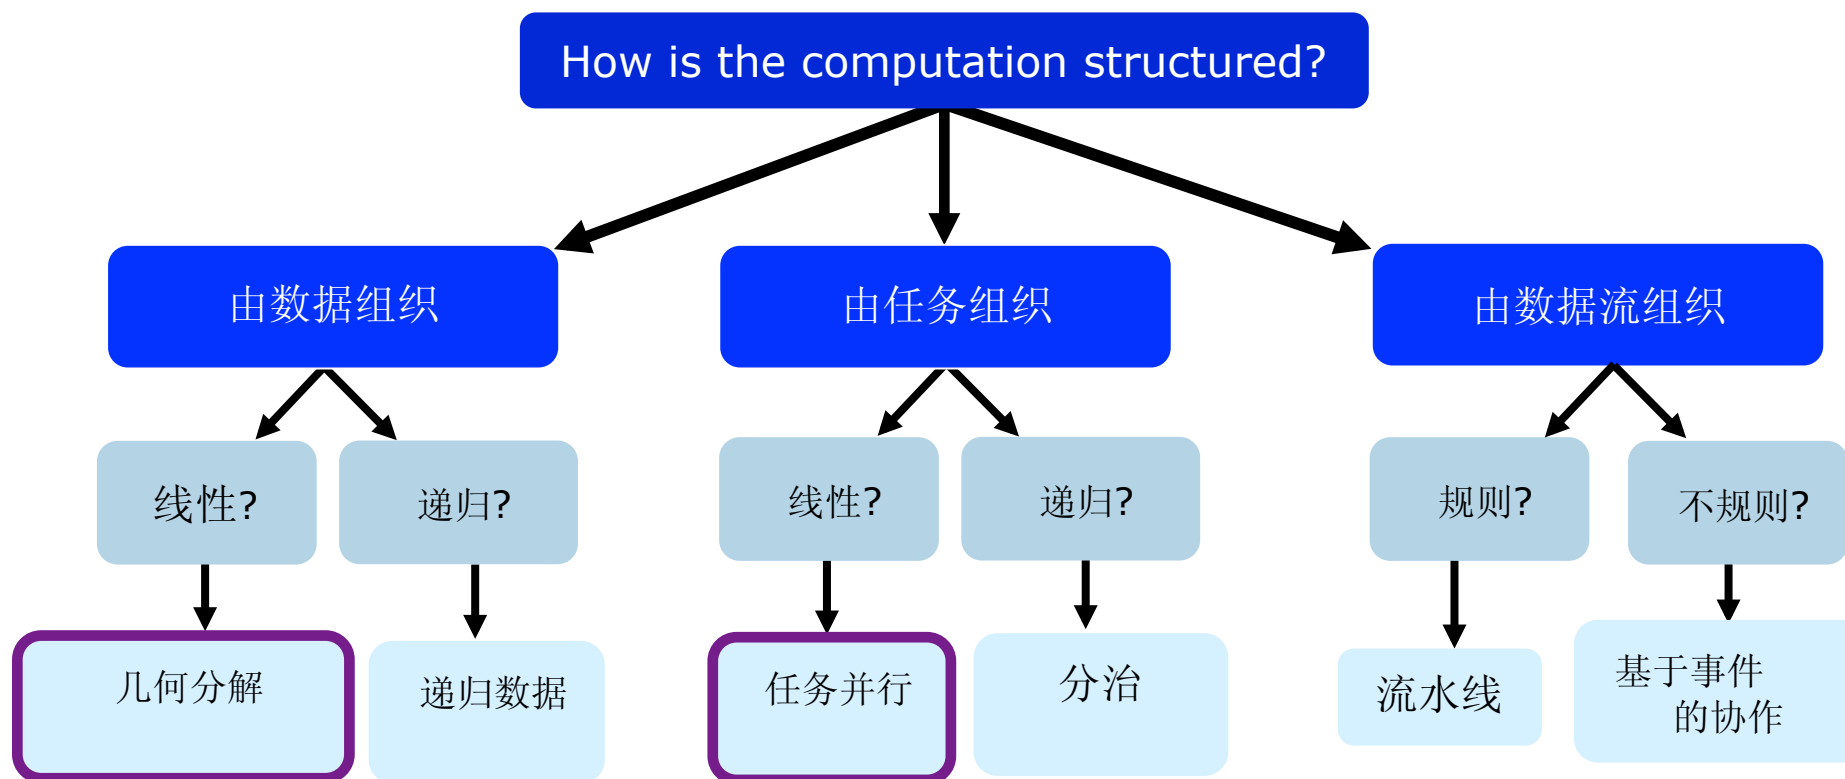 How is the computation structured?
由数据组织
由任务组织
由数据流组织
线性?
递归?
线性?
递归?
规则?
不规则?
几何分解
递归数据
任务并行
分治
流水线
基于事件
的协作